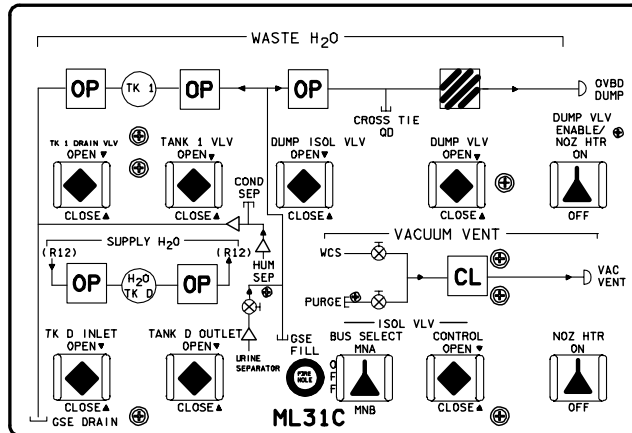 WASTE H2O
OP TK 1 OP OP OVBD DUMP
CROSS TIE QD
DUMP VLV ENABLE/ NOZ HTR
TK 1 DRAIN VLV TANK 1 VLV DUMP ISOL VLV DUMP VLV
OPEN OPEN OPEN OPEN ON
COND SEP
CLOSE CLOSE CLOSE CLOSE OFF
SUPPLY H2O
VACUUM VENT
(R12) (R12)
HUM SEP
WCS
OP H2O TK D OP
CL VAC VENT
PURGE
ISOL VLV
TK D INLET TANK D OUTLET
URINE SEPARATOR
GSE FILL
BUS SELECT CONTROL NOZ HTR
OPEN OPEN MNA OPEN ON
FIRE HOLE
OFF
CLOSE CLOSE MNB CLOSE OFF
GSE DRAIN
ML31C